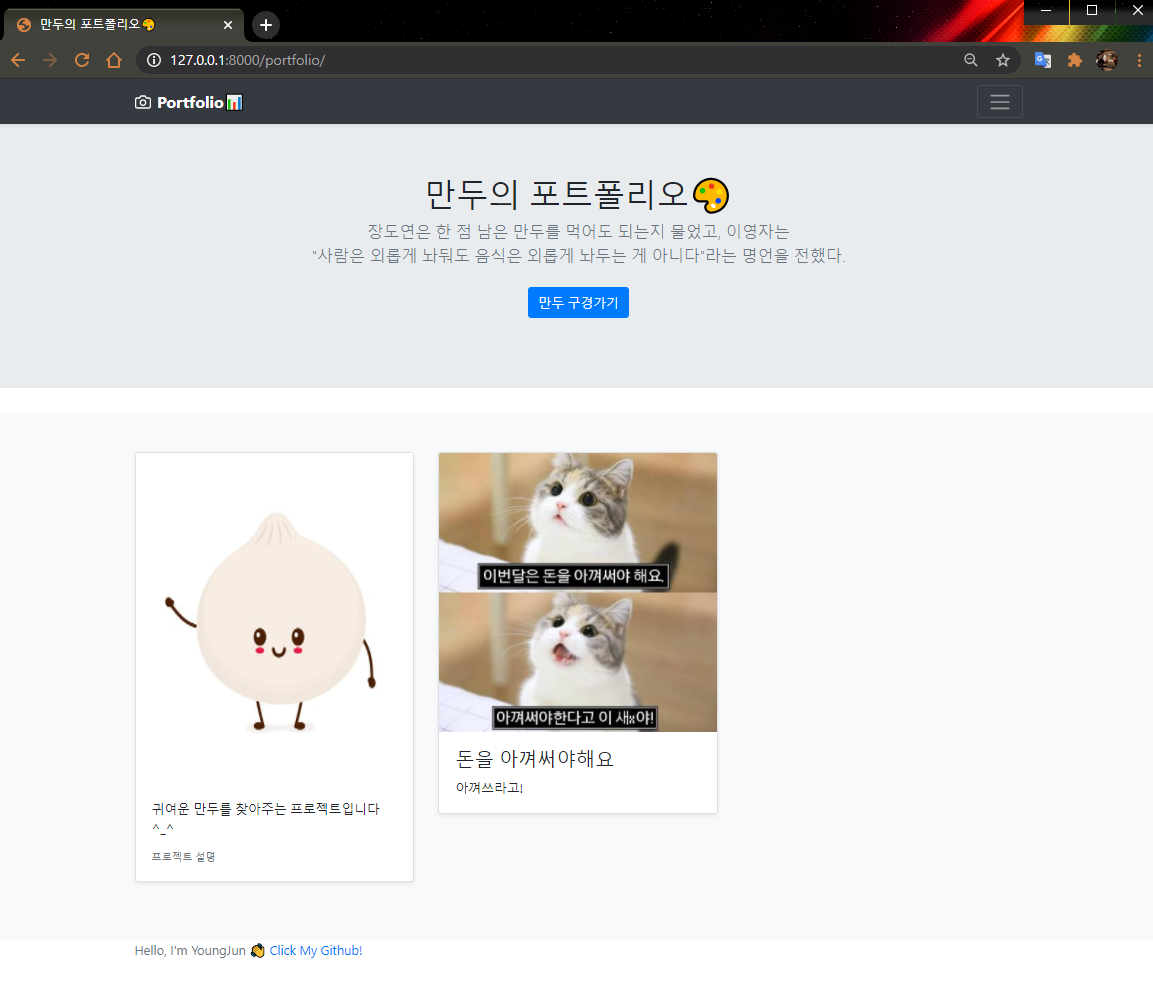 만두의 포트폴리오🎨
127.0.0.1:8000/portfolio/
Portfolio📊
만두의 포트폴리오🎨
장도연은 한 점 남은 만두를 먹어도 되는지 물었고, 이영자는
"사람은 외롭게 놔둬도 음식은 외롭게 놔두는 게 아니다"라는 명언을 전했다.
만두 구경가기
이번달은 돈을 아껴써야 해요.
아껴써야한다고 이 새x야!
돈을 아껴써야해요
아껴쓰라고!
귀여운 만두를 찾아주는 프로젝트입니다
^_^
프로젝트 설명
Hello, I'm YoungJun 👏 Click My Github!